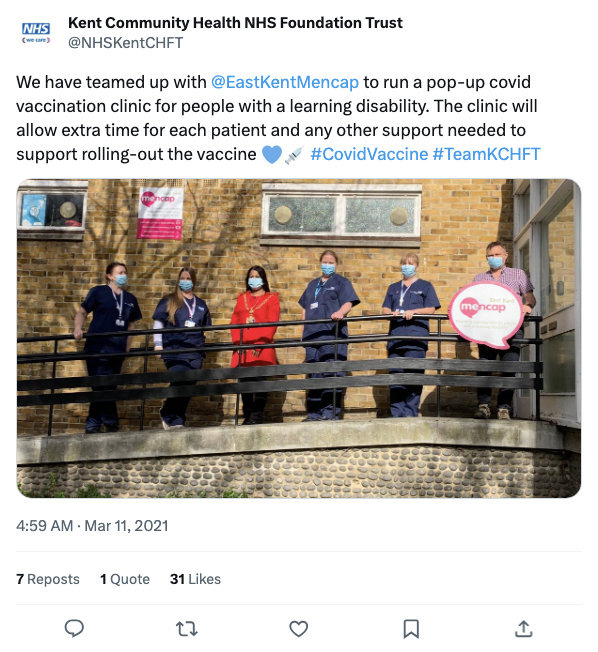 NHS
(we care)
Kent Community Health NHS Foundation Trust
@NHSKentCHFT
We have teamed up with @EastKentMencap to run a pop-up covid
vaccination clinic for people with a learning disability. The clinic will
allow extra time for each patient and any other support needed to
support rolling-out the vaccine 💙 💉 #CovidVaccine #TeamKCHFT
mencap
East Kent
mencap
4:59 AM · Mar 11, 2021
7 Reposts 1 Quote 31 Likes